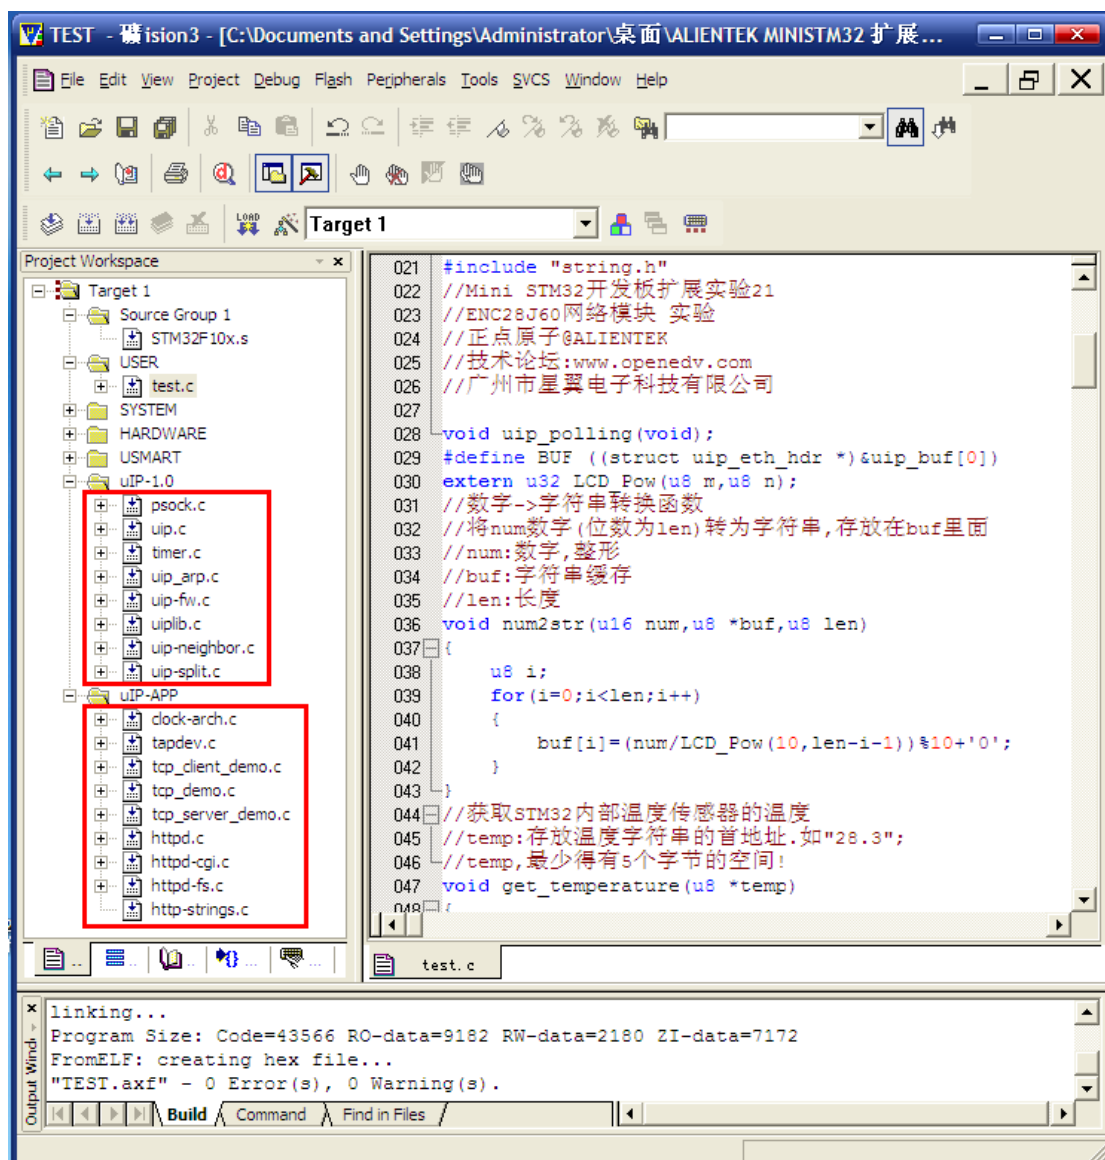 TEST - 礦ision3 - [C:\Documents and Settings\Administrator\桌面\ALIENTEK MINISTM32 扩展...
File Edit View Project Debug Flash Peripherals Tools SVCS Window Help
LOAD
Target 1
Project Workspace
Target 1
Source Group 1
STM32F10x.s
USER
test.c
SYSTEM
HARDWARE
USMART
uIP-1.0
psock.c
uip.c
timer.c
uip_arp.c
uip-fw.c
uiplib.c
uip-neighbor.c
uip-split.c
uIP-APP
clock-arch.c
tapdev.c
tcp_client_demo.c
tcp_demo.c
tcp_server_demo.c
httpd.c
httpd-cgi.c
httpd-fs.c
http-strings.c
021 #include "string.h"
022 //Mini STM32开发板扩展实验21
023 //ENC28J60网络模块 实验
024 //正点原子@ALIENTEK
025 //技术论坛:www.openedv.com
026 //广州市星翼电子科技有限公司
027
028 void uip_polling(void);
029 #define BUF ((struct uip_eth_hdr *)&uip_buf[0])
030 extern u32 LCD_Pow(u8 m,u8 n);
031 //数字->字符串转换函数
032 //将num数字(位数为len)转为字符串,存放在buf里面
033 //num:数字,整形
034 //buf:字符串缓存
035 //len:长度
036 void num2str(u16 num,u8 *buf,u8 len)
037 {
038 u8 i;
039 for(i=0;i<len;i++)
040 {
041 buf[i]=(num/LCD_Pow(10,len-i-1))%10+'0';
042 }
043 }
044 //获取STM32内部温度传感器的温度
045 //temp:存放温度字符串的首地址.如"28.3";
046 //temp,最少得有5个字节的空间!
047 void get_temperature(u8 *temp)
048 {
test.c
Output Wind
linking...
Program Size: Code=43566 RO-data=9182 RW-data=2180 ZI-data=7172
FromELF: creating hex file...
"TEST.axf" - 0 Error(s), 0 Warning(s).
Build Command Find in Files